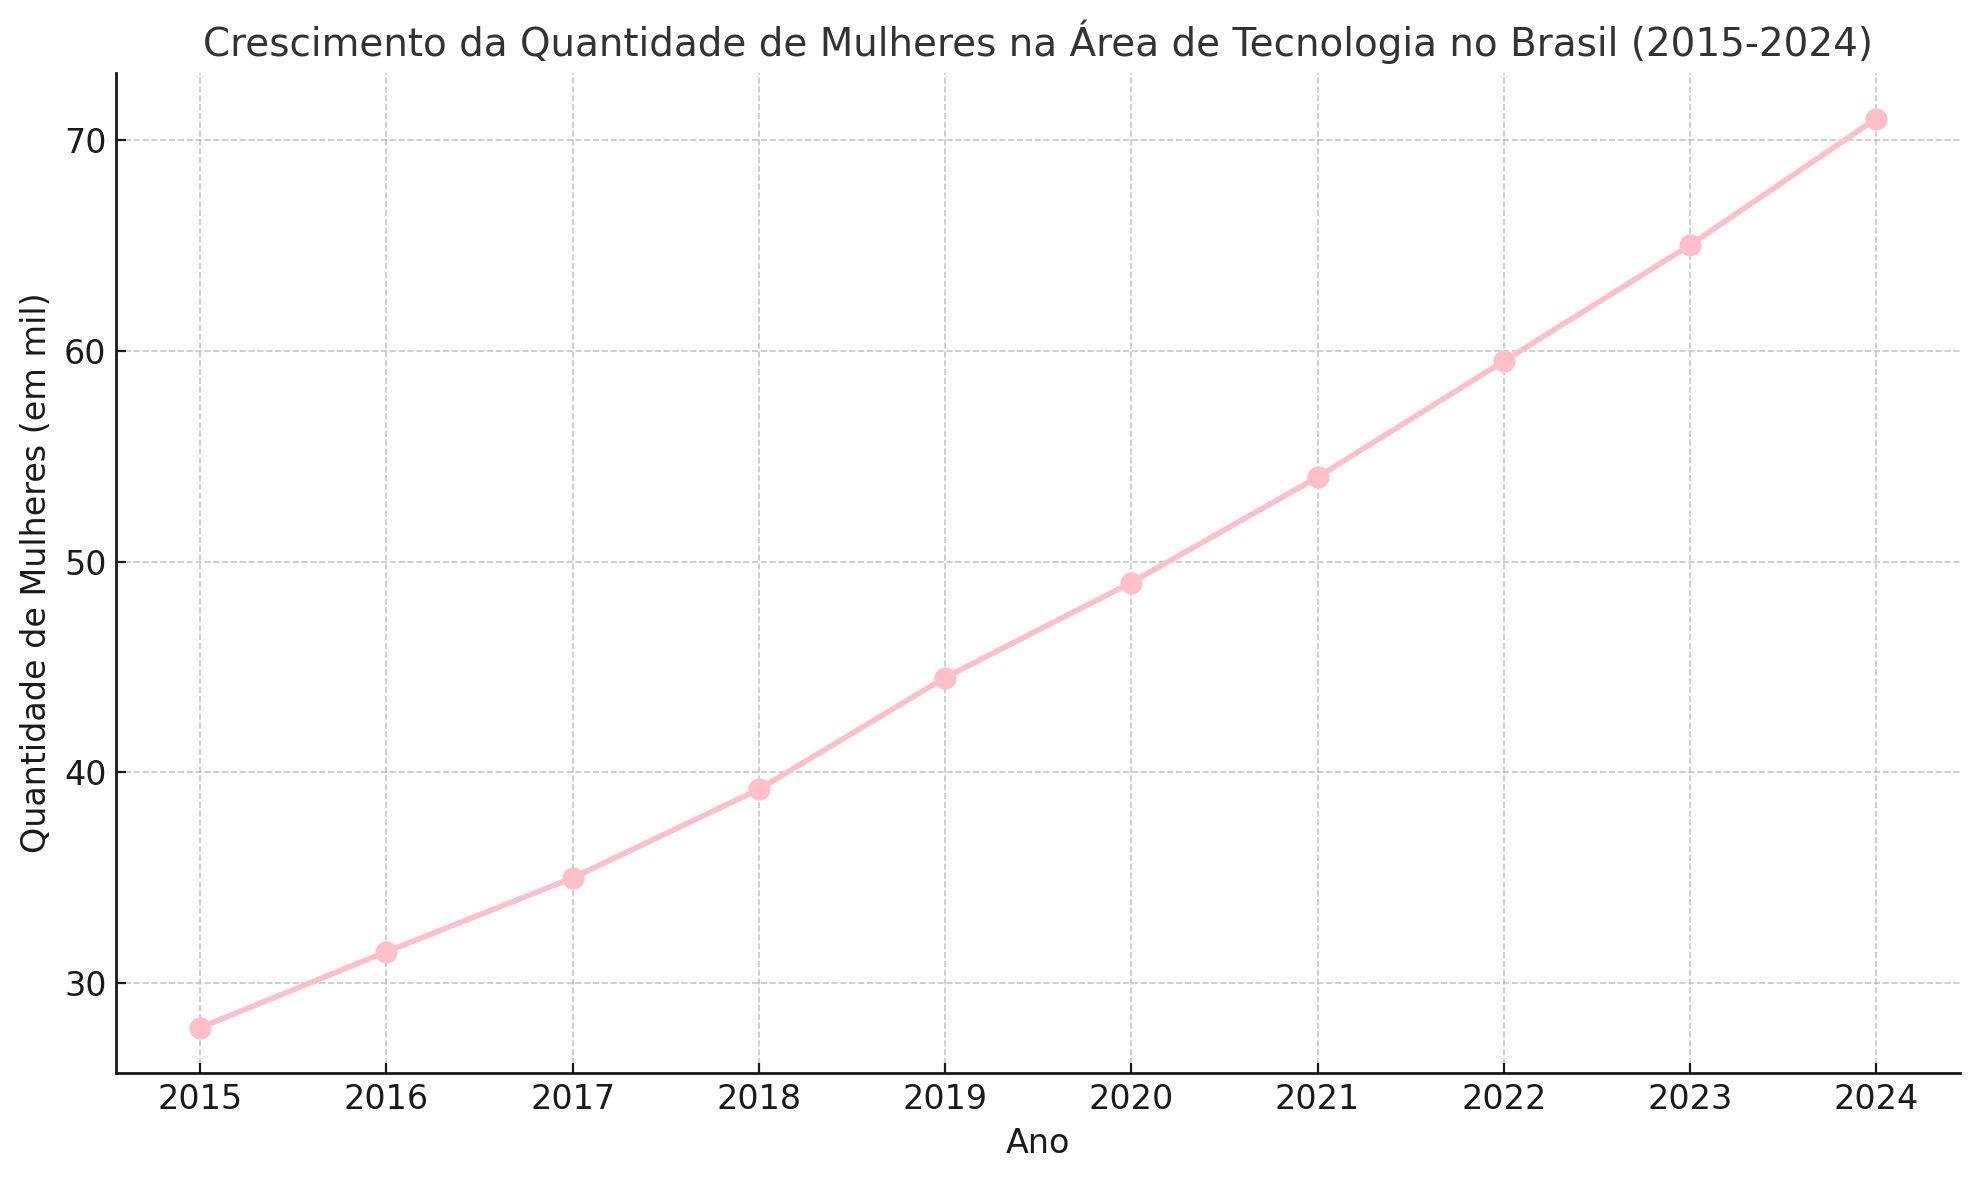 Crescimento da Quantidade de Mulheres na Área de Tecnologia no Brasil (2015-2024)
Quantidade de Mulheres (em mil)
70
60
50
40
30
2015 2016 2017 2018 2019 2020 2021 2022 2023 2024
Ano